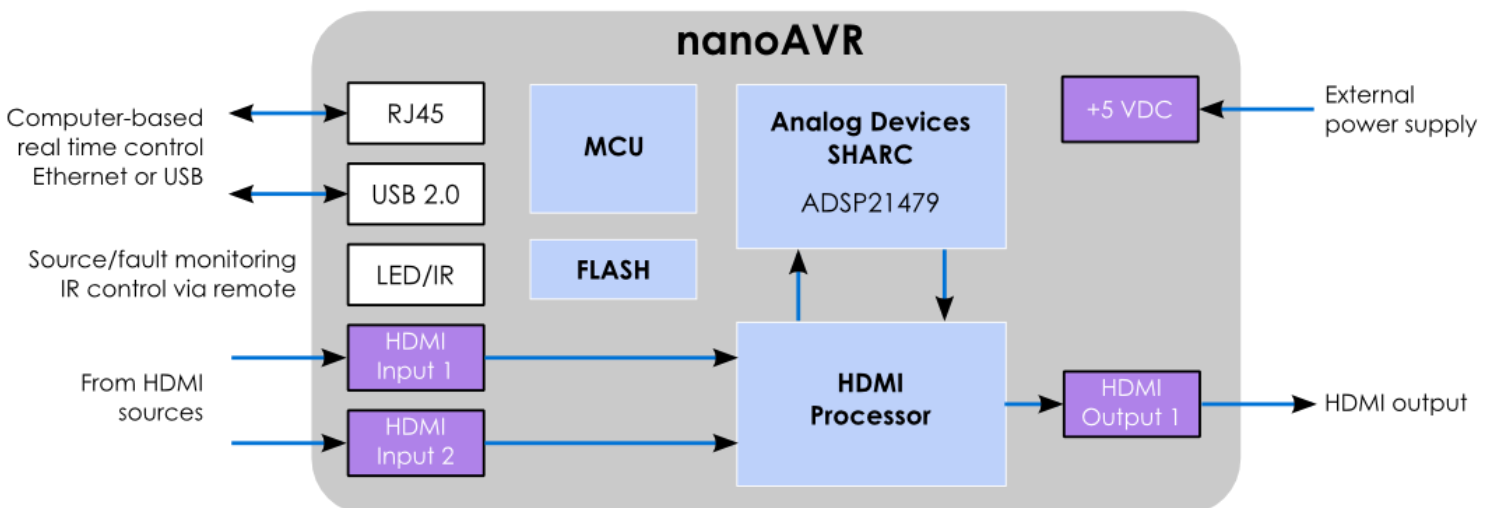 nanoAVR
Computer-based
real time control
Ethernet or USB
RJ45
USB 2.0
Source/fault monitoring
IR control via remote
LED/IR
From HDMI
sources
HDMI
Input 1
HDMI
Input 2
MCU
FLASH
Analog Devices
SHARC
ADSP21479
HDMI
Processor
+5 VDC
External
power supply
HDMI
Output 1
HDMI output